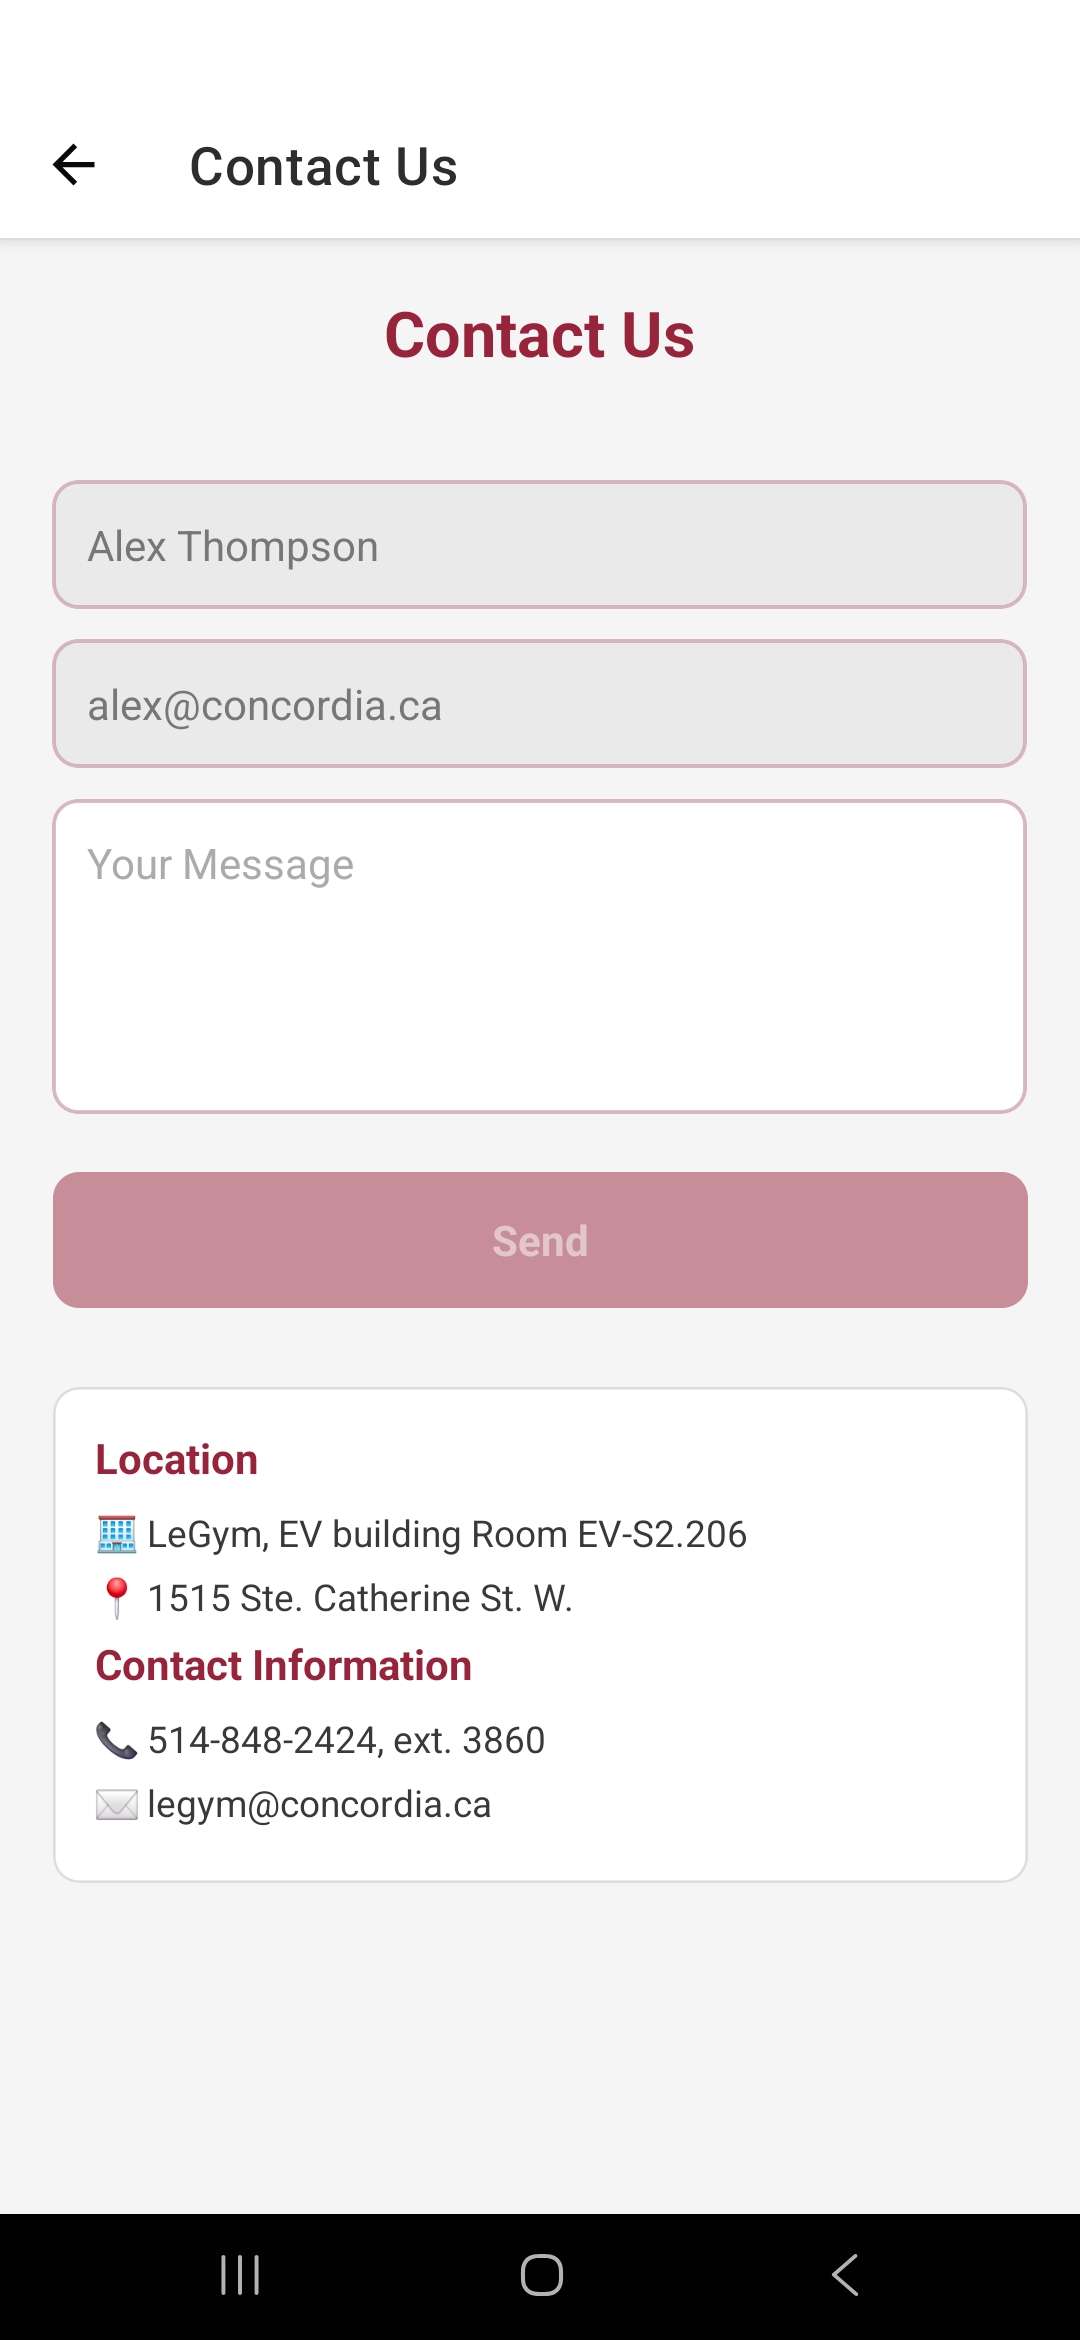 Contact Us
Contact Us
Alex Thompson
alex@concordia.ca
Your Message
Send
Location
🏢 LeGym, EV building Room EV-S2.206
📍 1515 Ste. Catherine St. W.
Contact Information
📞 514-848-2424, ext. 3860
✉️ legym@concordia.ca